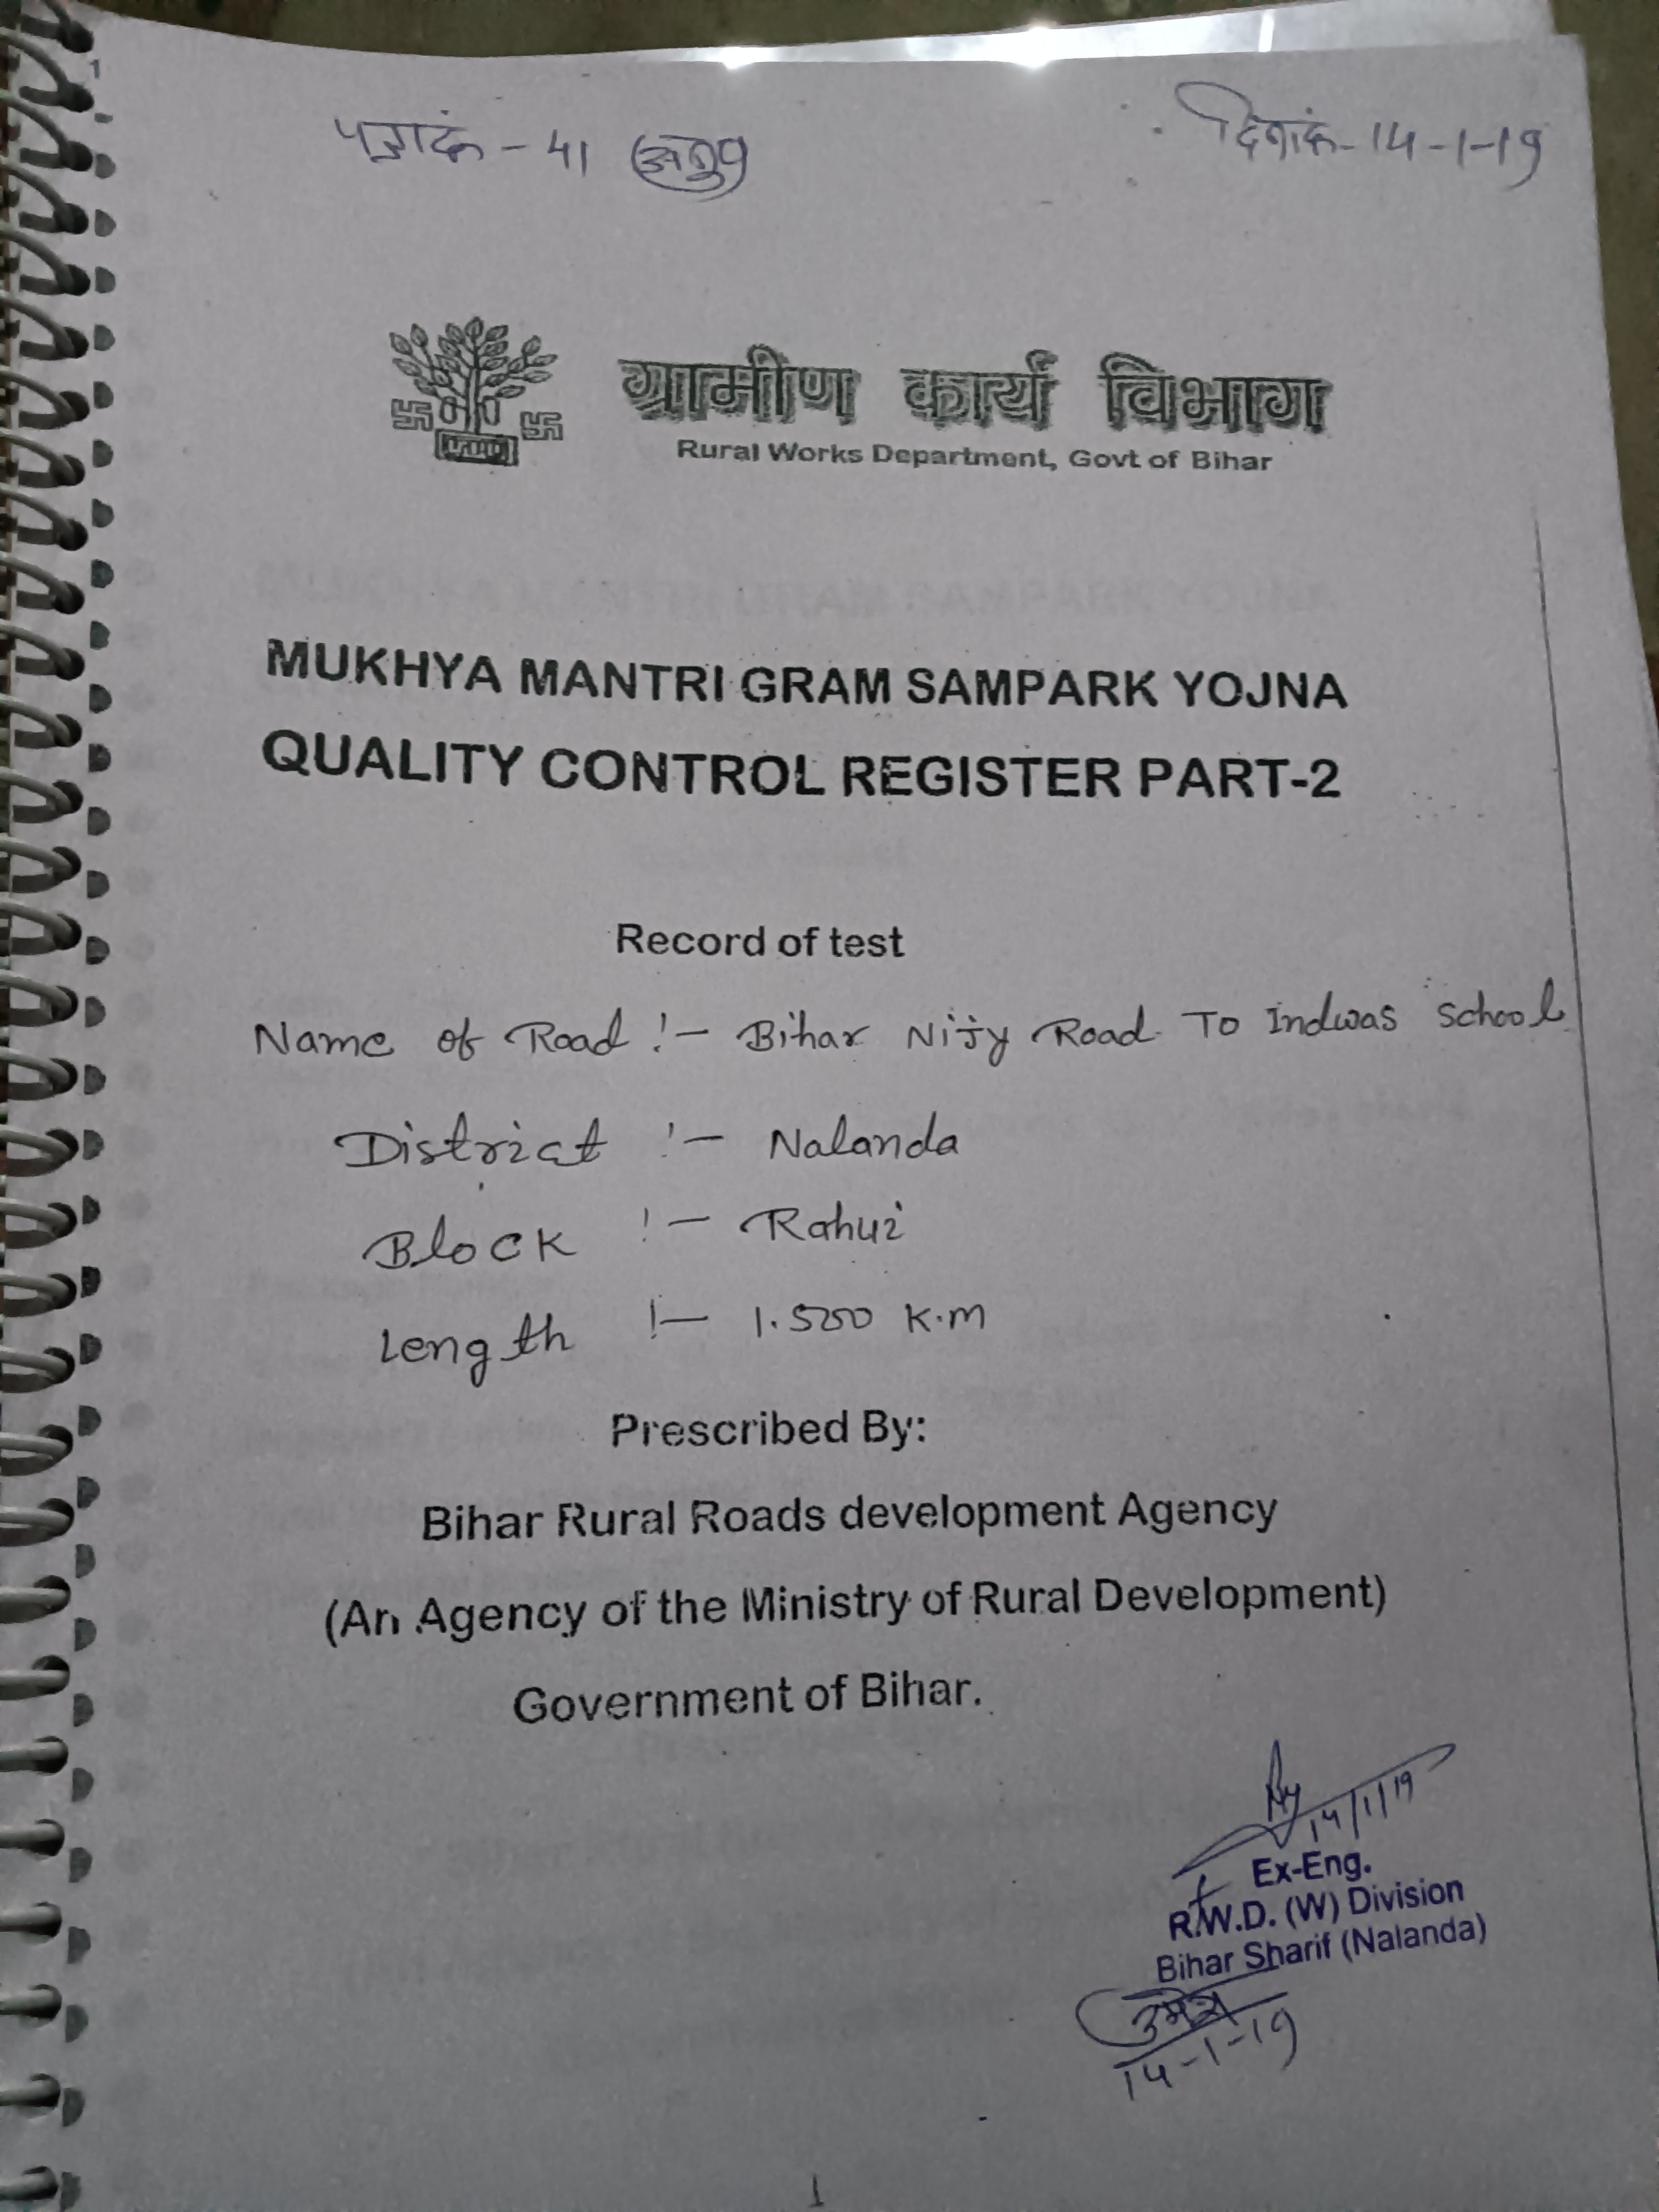 पत्रांक - 41 अनु०
दिनांक - 14-1-19
ग्रामीण कार्य विभाग
Rural Works Department, Govt of Bihar
MUKHYA MANTRI GRAM SAMPARK YOJNA
QUALITY CONTROL REGISTER PART-2
Record of test
Name of Road :- Bihar Nijy Road To Indwas School
District :- Nalanda
Block :- Rahui
Length :- 1.500 K.m
Prescribed By:
Bihar Rural Roads development Agency
(An Agency of the Ministry of Rural Development)
Government of Bihar.
14/1/19
Ex-Eng.
R.W.D. (W) Division
Bihar Sharif (Nalanda)
उमेश
14-1-19
1